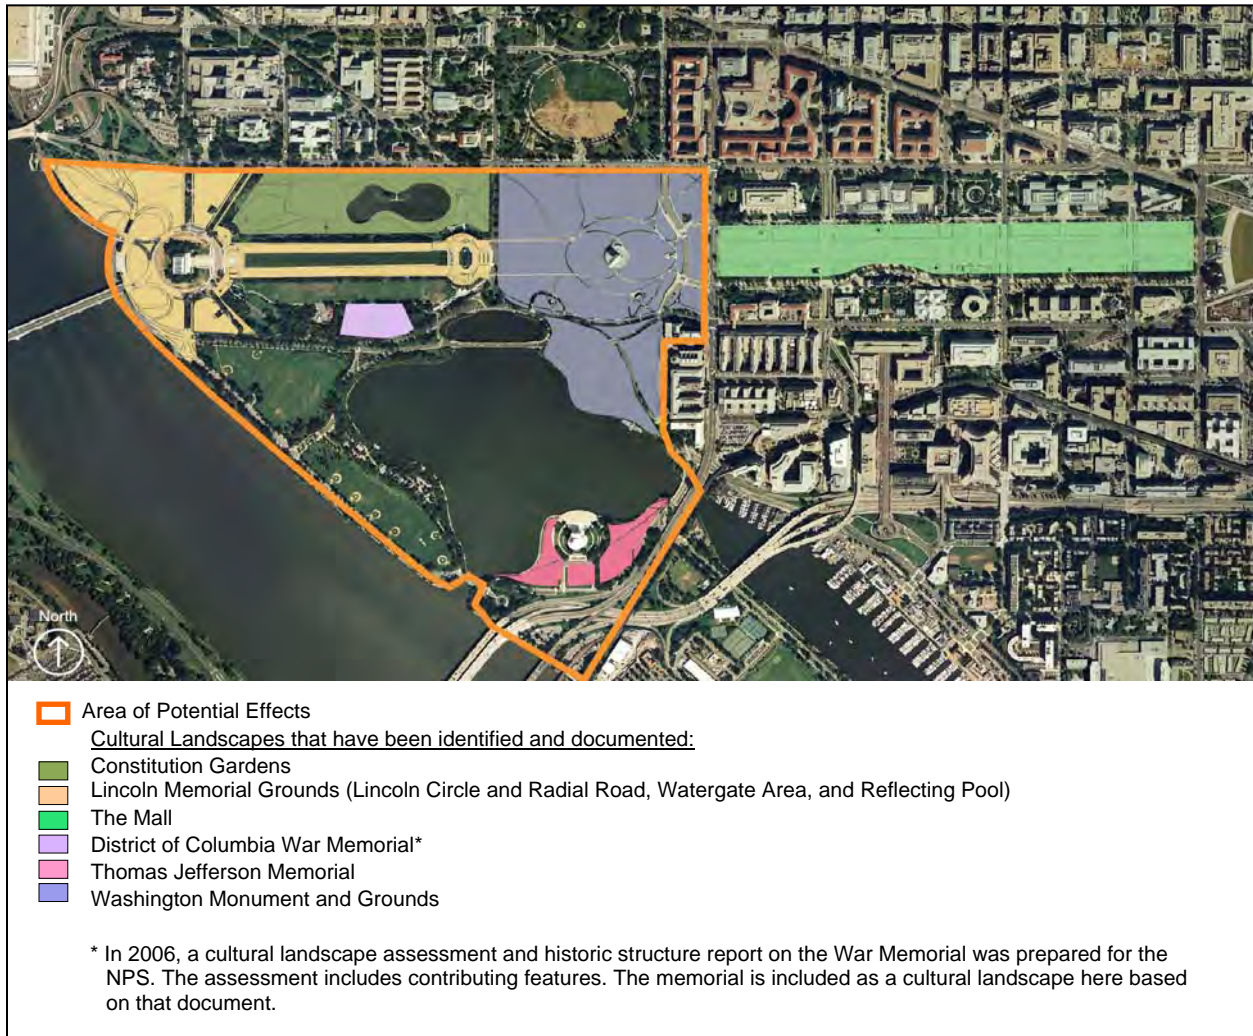 North
Area of Potential Effects
Cultural Landscapes that have been identified and documented:
Constitution Gardens
Lincoln Memorial Grounds (Lincoln Circle and Radial Road, Watergate Area, and Reflecting Pool)
The Mall
District of Columbia War Memorial*
Thomas Jefferson Memorial
Washington Monument and Grounds
* In 2006, a cultural landscape assessment and historic structure report on the War Memorial was prepared for the
NPS. The assessment includes contributing features. The memorial is included as a cultural landscape here based
on that document.